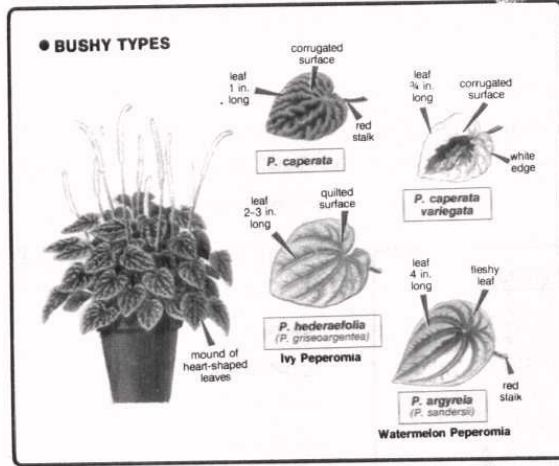 ● BUSHY TYPES
leaf
1 in.
long
corrugated
surface
red
stalk
P. caperata
leaf
¾ in.
long
corrugated
surface
white
edge
P. caperata
variegata
leaf
2–3 in.
long
quilted
surface
P. hederaefolia
(P. griseoargentea)
Ivy Peperomia
leaf
4 in.
long
fleshy
leaf
red
stalk
P. argyreia
(P. sandersii)
Watermelon Peperomia
mound of
heart-shaped
leaves